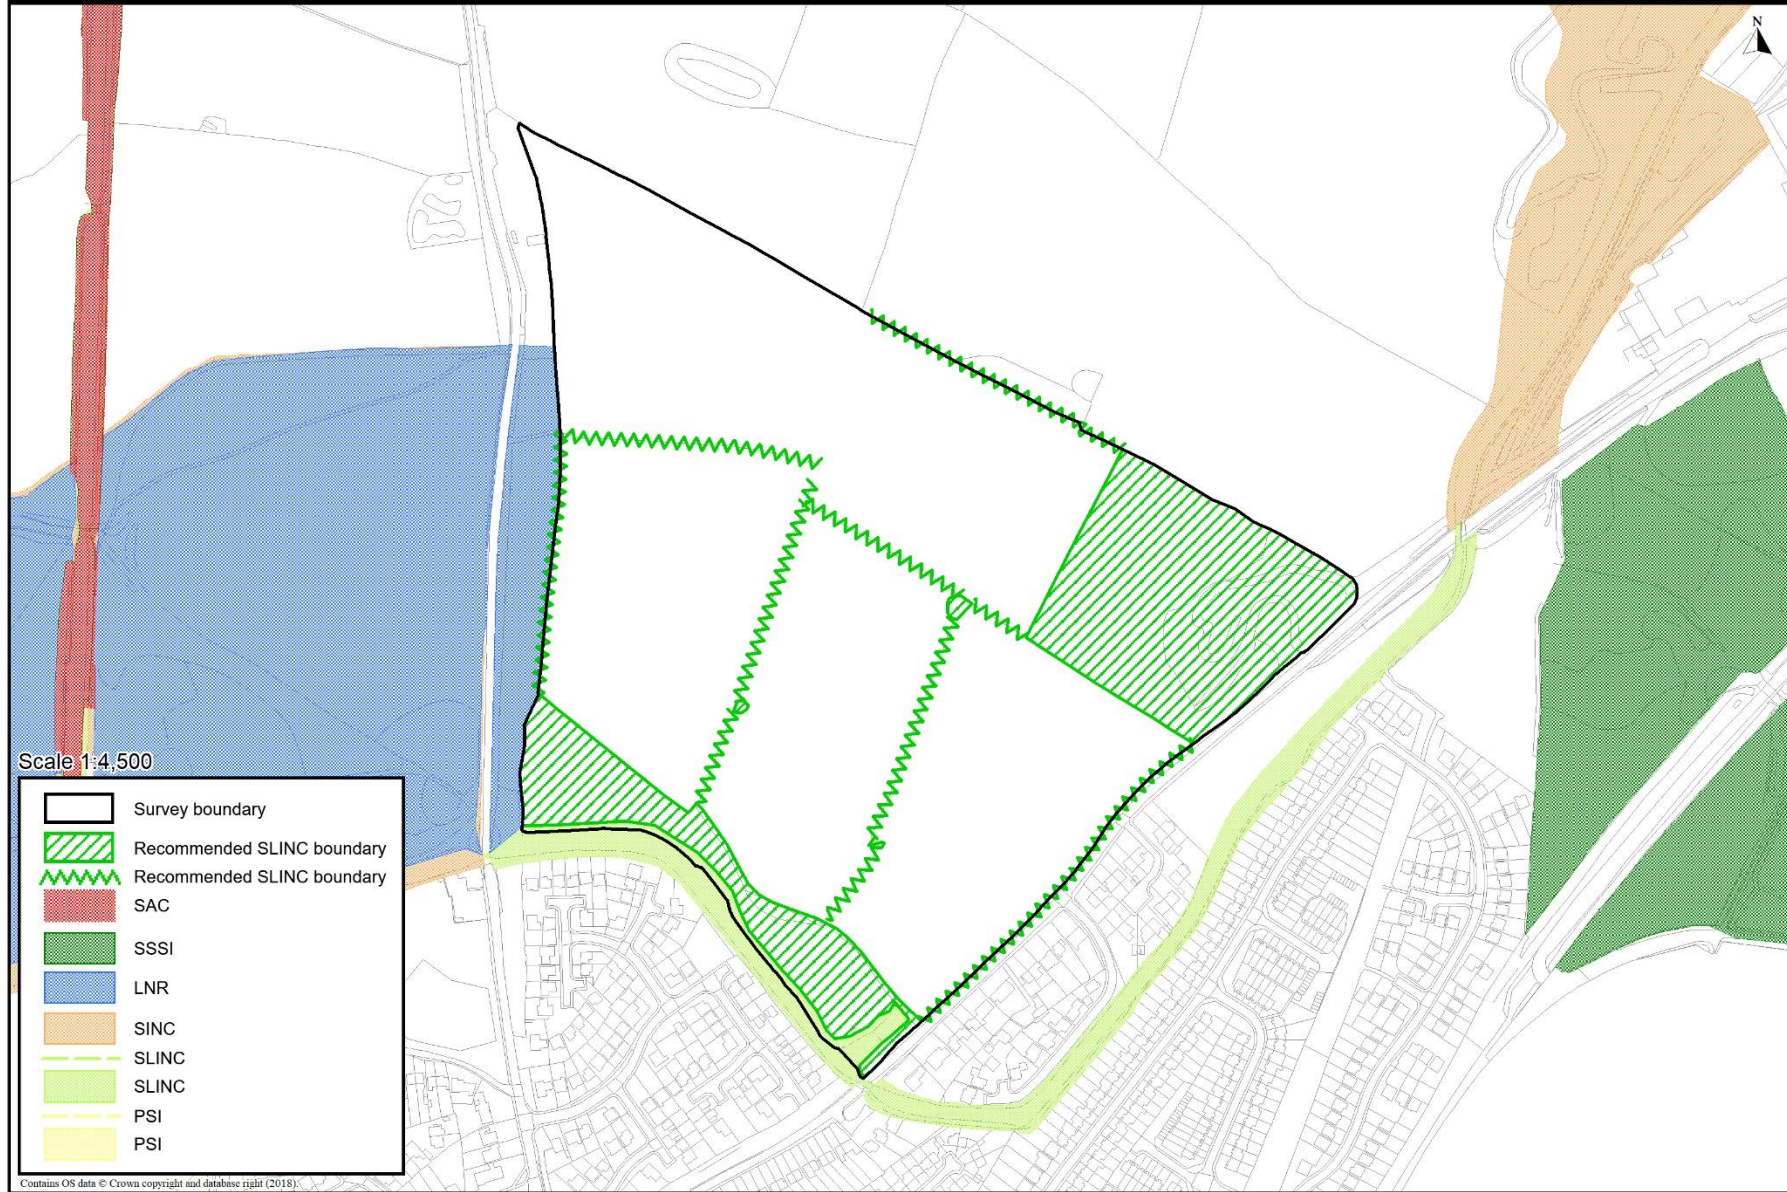 N
Scale 1:4,500
Survey boundary
Recommended SLINC boundary
Recommended SLINC boundary
SAC
SSSI
LNR
SINC
SLINC
SLINC
PSI
PSI
Contains OS data © Crown copyright and database right (2018).